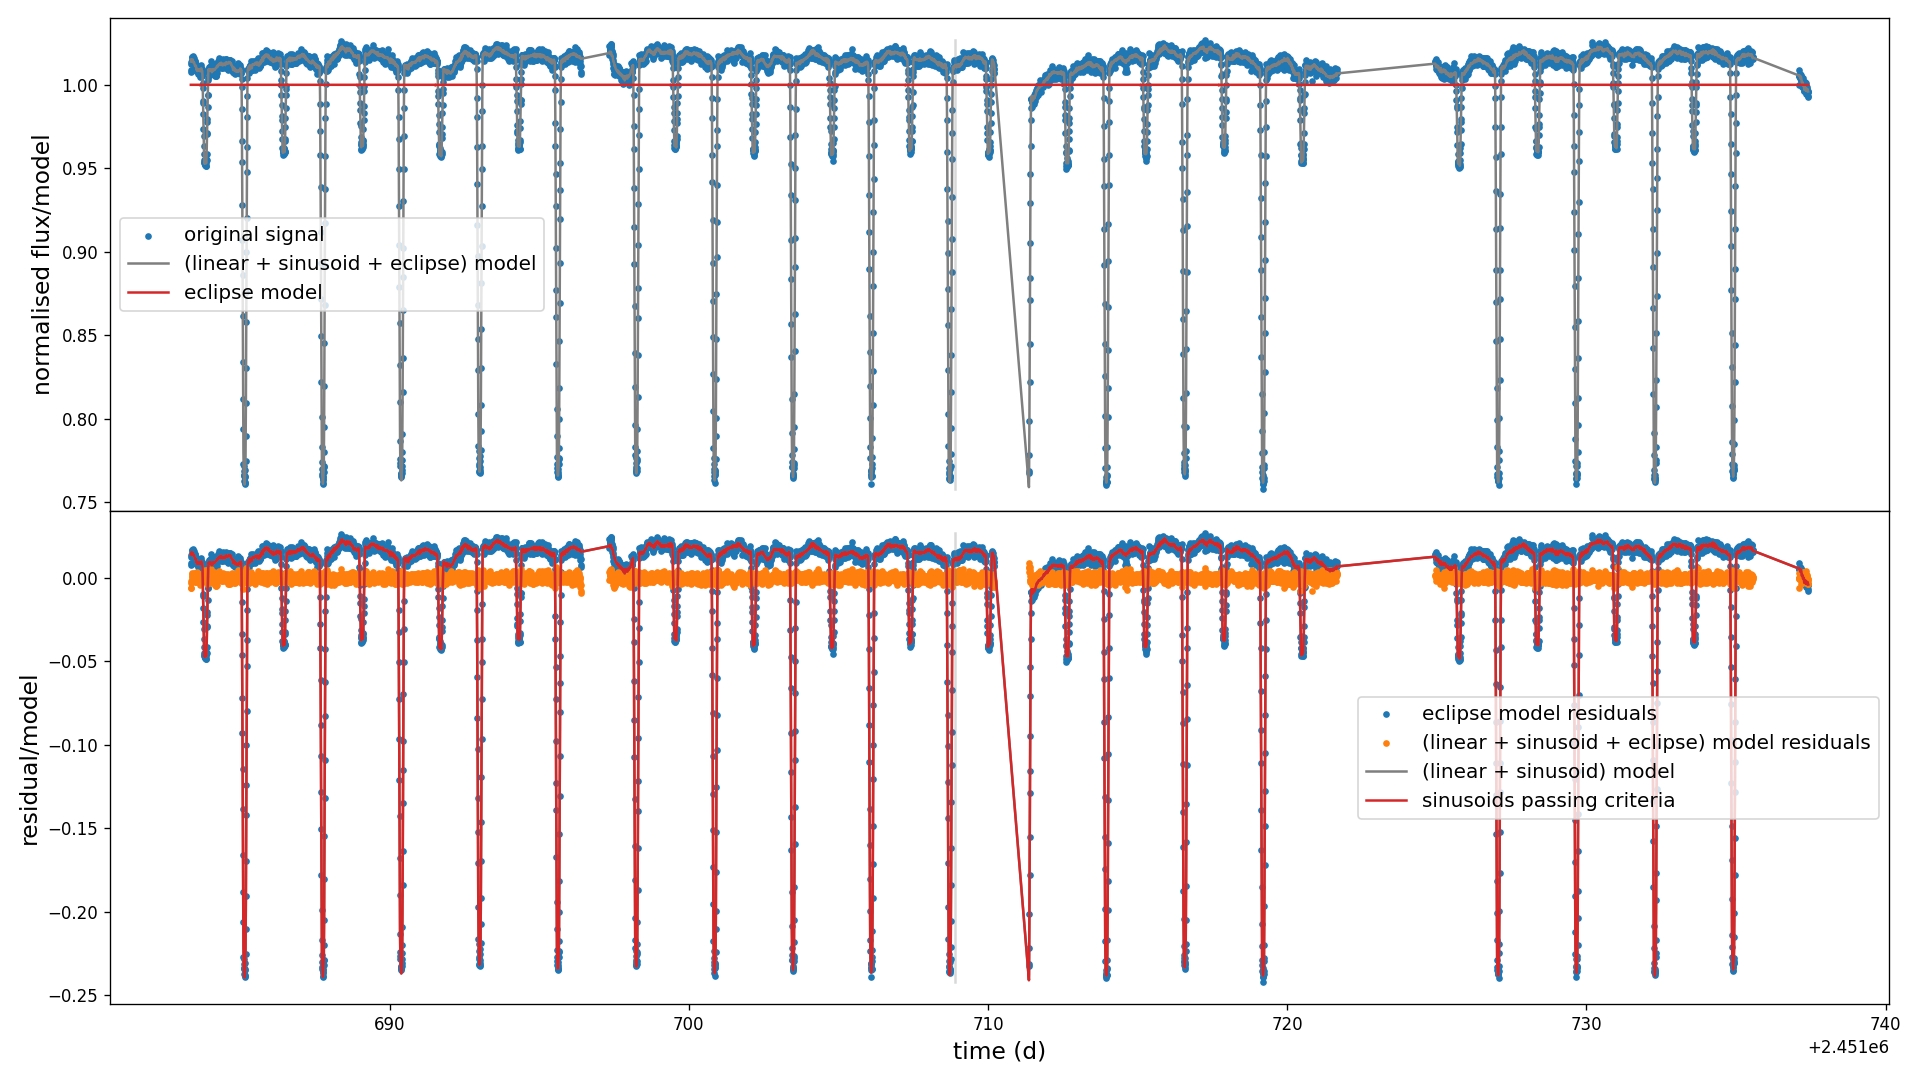 1.00
0.95
0.90
0.85
0.80
0.75
normalised flux/model
original signal
(linear + sinusoid + eclipse) model
eclipse model
0.00
−0.05
−0.10
−0.15
−0.20
−0.25
residual/model
eclipse model residuals
(linear + sinusoid + eclipse) model residuals
(linear + sinusoid) model
sinusoids passing criteria
690
700
710
720
730
740
time (d)
+2.451e6